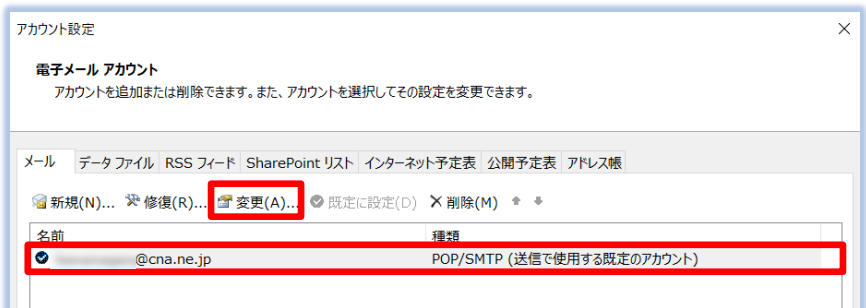 アカウント設定
電子メール アカウント
アカウントを追加または削除できます。また、アカウントを選択してその設定を変更できます。
メール データ ファイル RSS フィード SharePoint リスト インターネット予定表 公開予定表 アドレス帳
新規(N)... 修復(R)... 変更(A)... 既定に設定(D) 削除(M)
名前 種類
@cna.ne.jp POP/SMTP (送信で使用する既定のアカウント)